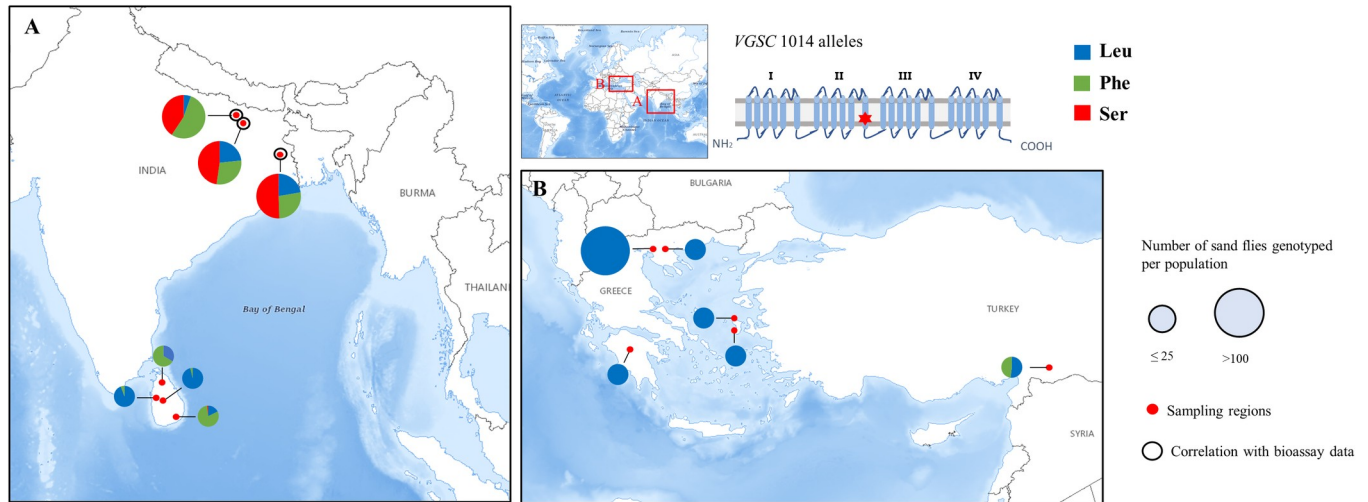 A
INDIA
BURMA
THAILAN
Bay of Bengal
B
A
VGSC 1014 alleles
I II III IV
NH2
COOH
Leu
Phe
Ser
B
BULGARIA
GREECE
TURKEY
SYRIA
Number of sand flies genotyped
per population
≤ 25 >100
Sampling regions
Correlation with bioassay data